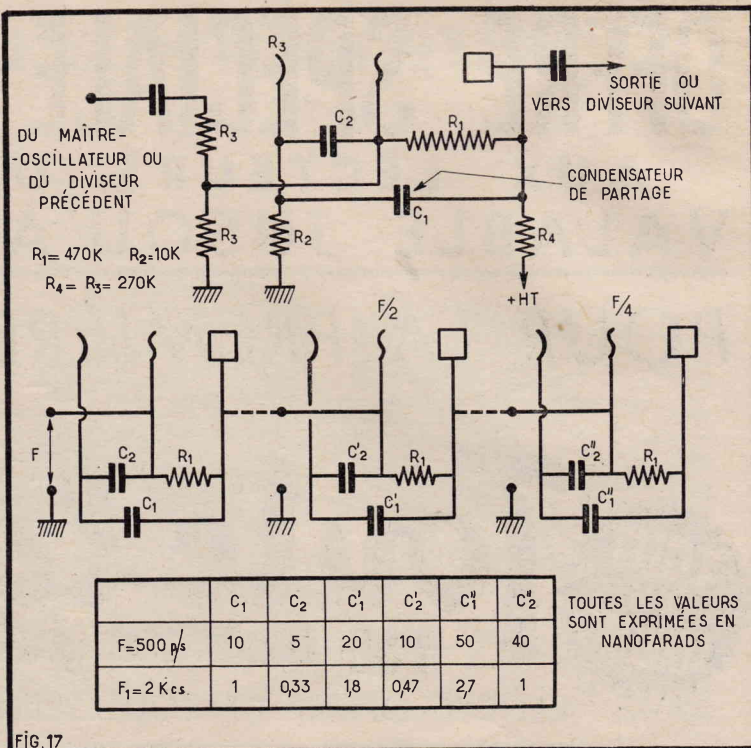 R3
C2
R1
SORTIE OU
VERS DIVISEUR SUIVANT
DU MAÎTRE-
-OSCILLATEUR OU
DU DIVISEUR
PRÉCÉDENT
R3
R3
R2
C1
CONDENSATEUR
DE PARTAGE
R4
+HT
R1= 470K R2=10K
R4= R3= 270K
F/2
F/4
F
C2
R1
C1
C'2
R1
C'1
C"2
R1
C"1
C1 C2 C'1 C'2 C"1 C"2
F=500 p/s 10 5 20 10 50 40
F1=2 Kcs. 1 0,33 1,8 0,47 2,7 1
TOUTES LES VALEURS
SONT EXPRIMÉES EN
NANOFARADS
FIG.17